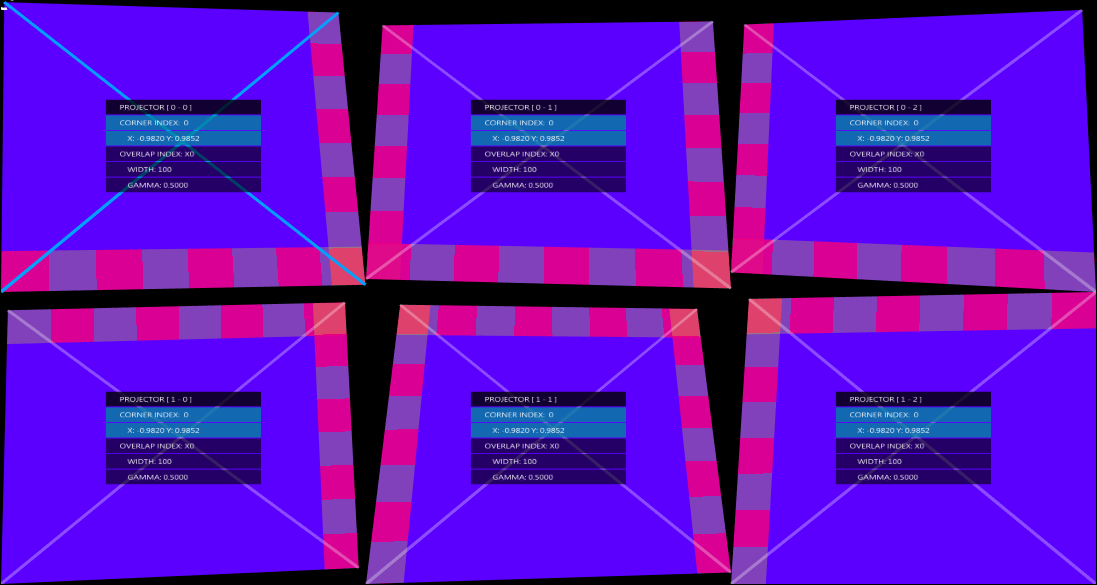 PROJECTOR [ 0 - 0 ]
CORNER INDEX: 0
X: -0.9820 Y: 0.9852
OVERLAP INDEX: X0
WIDTH: 100
GAMMA: 0.5000
PROJECTOR [ 0 - 1 ]
CORNER INDEX: 0
X: -0.9820 Y: 0.9852
OVERLAP INDEX: X0
WIDTH: 100
GAMMA: 0.5000
PROJECTOR [ 0 - 2 ]
CORNER INDEX: 0
X: -0.9820 Y: 0.9852
OVERLAP INDEX: X0
WIDTH: 100
GAMMA: 0.5000
PROJECTOR [ 1 - 0 ]
CORNER INDEX: 0
X: -0.9820 Y: 0.9852
OVERLAP INDEX: X0
WIDTH: 100
GAMMA: 0.5000
PROJECTOR [ 1 - 1 ]
CORNER INDEX: 0
X: -0.9820 Y: 0.9852
OVERLAP INDEX: X0
WIDTH: 100
GAMMA: 0.5000
PROJECTOR [ 1 - 2 ]
CORNER INDEX: 0
X: -0.9820 Y: 0.9852
OVERLAP INDEX: X0
WIDTH: 100
GAMMA: 0.5000